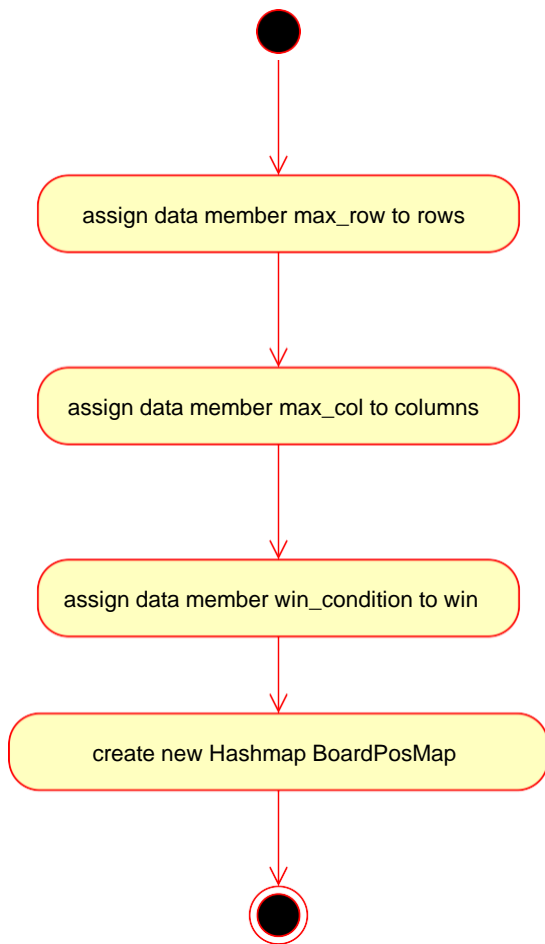 assign data member max_row to rows
assign data member max_col to columns
assign data member win_condition to win
create new Hashmap BoardPosMap